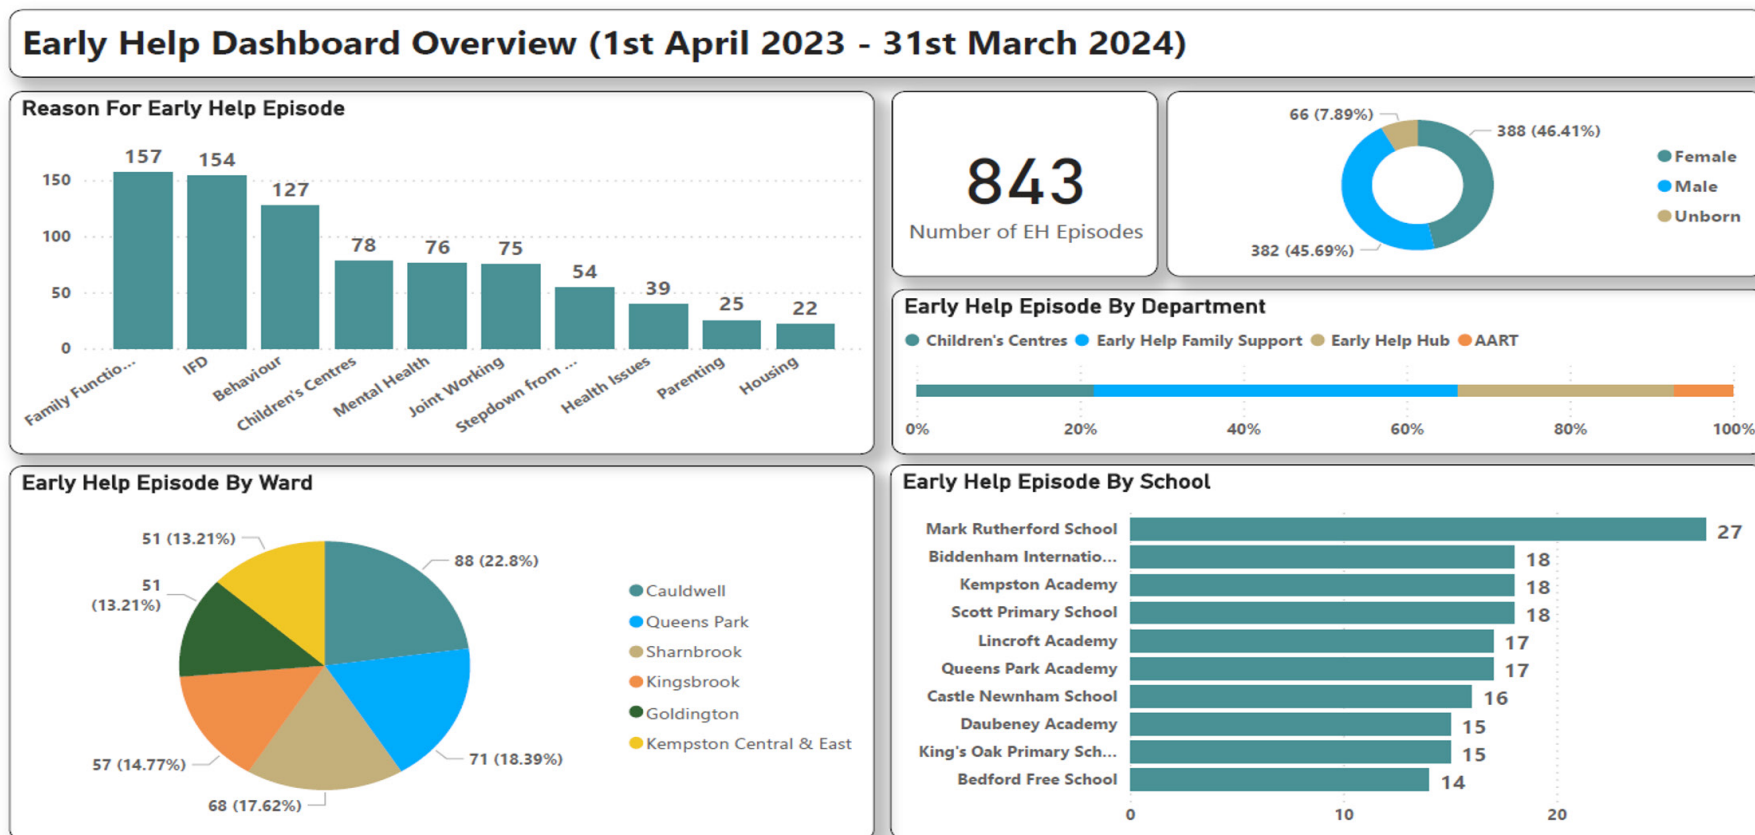 Early Help Dashboard Overview (1st April 2023 - 31st March 2024)
Reason For Early Help Episode
157
154
127
78
76
75
54
39
25
22
150
100
50
0
Family Functio...
IFD
Behaviour
Children's Centres
Mental Health
Joint Working
Stepdown from ...
Health Issues
Parenting
Housing
843
Number of EH Episodes
66 (7.89%)
388 (46.41%)
382 (45.69%)
Female
Male
Unborn
Early Help Episode By Department
Children's Centres Early Help Family Support Early Help Hub AART
0% 20% 40% 60% 80% 100%
Early Help Episode By Ward
51 (13.21%)
88 (22.8%)
51
(13.21%)
57 (14.77%)
71 (18.39%)
68 (17.62%)
Cauldwell
Queens Park
Sharnbrook
Kingsbrook
Goldington
Kempston Central & East
Early Help Episode By School
Mark Rutherford School 27
Biddenham Internatio... 18
Kempston Academy 18
Scott Primary School 18
Lincroft Academy 17
Queens Park Academy 17
Castle Newnham School 16
Daubeney Academy 15
King's Oak Primary Sch... 15
Bedford Free School 14
0 10 20